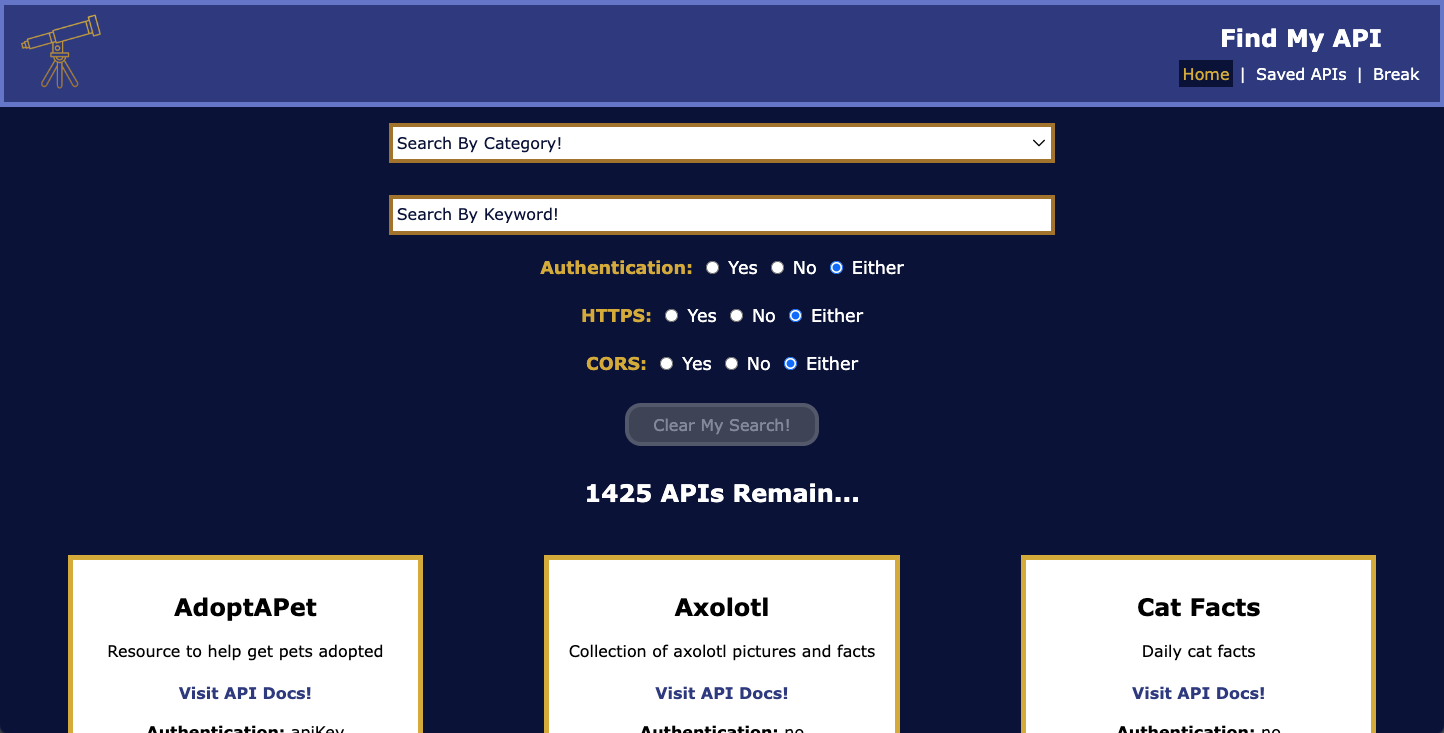 Find My API
Home | Saved APIs | Break
Search By Category!
Search By Keyword!
Authentication: Yes No Either
HTTPS: Yes No Either
CORS: Yes No Either
Clear My Search!
1425 APIs Remain...
AdoptAPet
Resource to help get pets adopted
Visit API Docs!
Authentication: apiKey
Axolotl
Collection of axolotl pictures and facts
Visit API Docs!
Authentication: no
Cat Facts
Daily cat facts
Visit API Docs!
Authentication: no